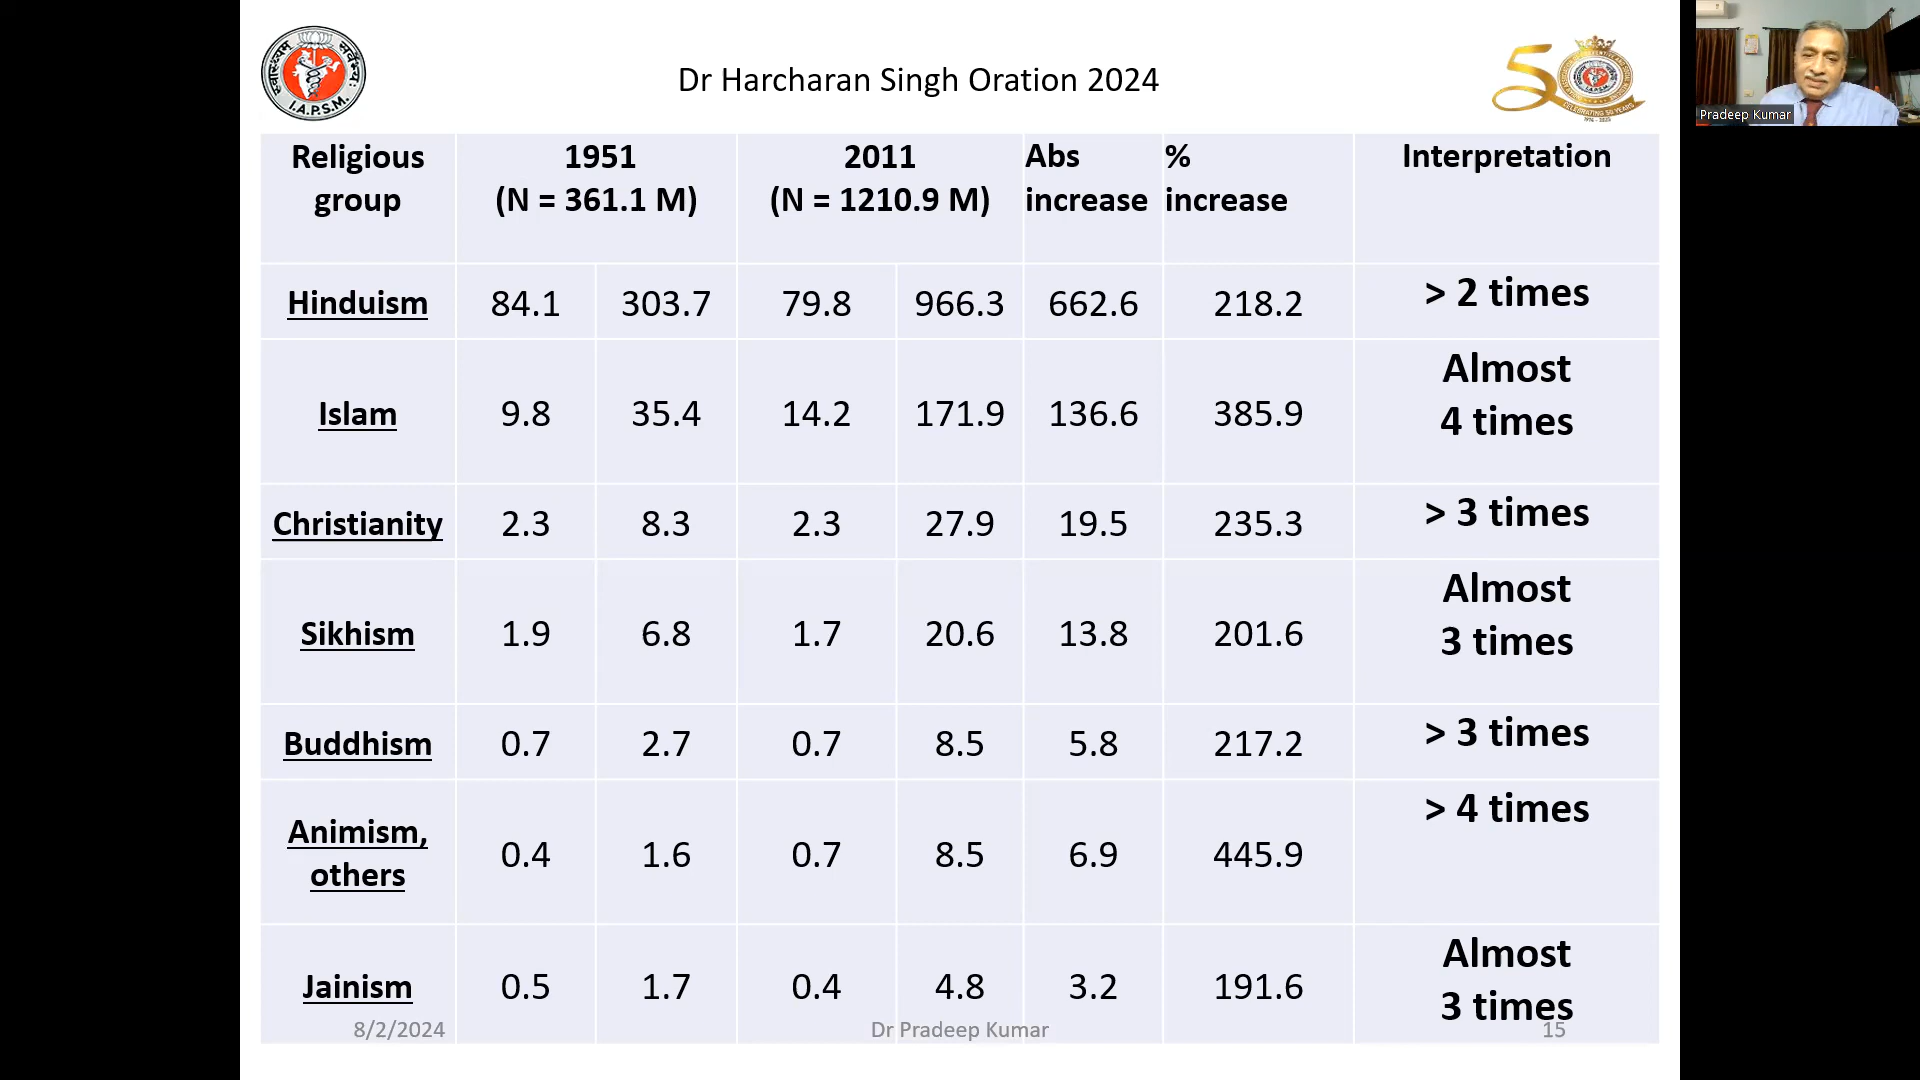 स्वास्थ्यम् सर्वस्य:
I.A.P.S.M.
Dr Harcharan Singh Oration 2024
50
I.A.P.S.M.
CELEBRATING 50 YEARS
Pradeep Kumar
Religious group 1951 (N = 361.1 M) 2011 (N = 1210.9 M) Abs increase % increase Interpretation
Hinduism 84.1 303.7 79.8 966.3 662.6 218.2 > 2 times
Islam 9.8 35.4 14.2 171.9 136.6 385.9 Almost 4 times
Christianity 2.3 8.3 2.3 27.9 19.5 235.3 > 3 times
Sikhism 1.9 6.8 1.7 20.6 13.8 201.6 Almost 3 times
Buddhism 0.7 2.7 0.7 8.5 5.8 217.2 > 3 times
Animism, others 0.4 1.6 0.7 8.5 6.9 445.9 > 4 times
Jainism 0.5 1.7 0.4 4.8 3.2 191.6 Almost 3 times
8/2/2024 Dr Pradeep Kumar 15